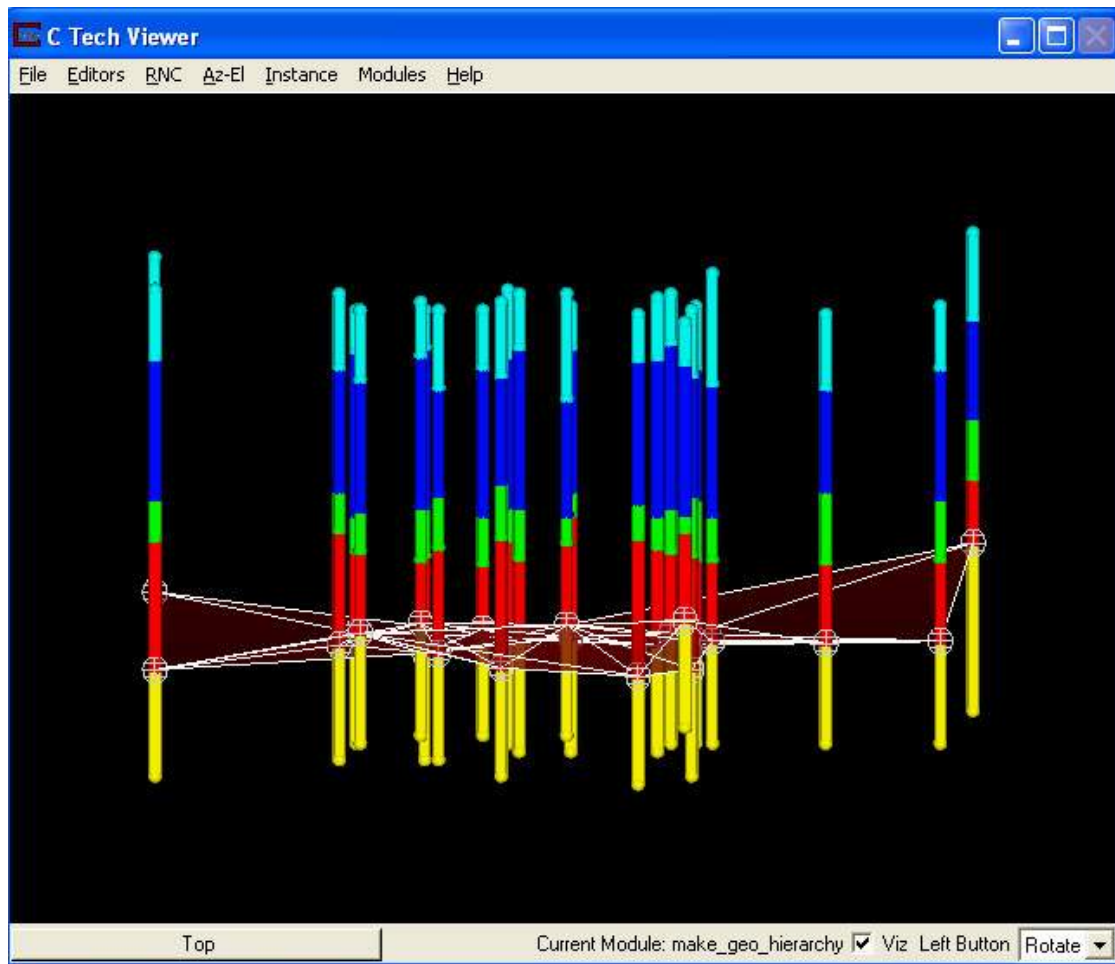 C Tech Viewer
File Editors RNC Az-El Instance Modules Help
Top Current Module: make_geo_hierarchy Viz Left Button Rotate